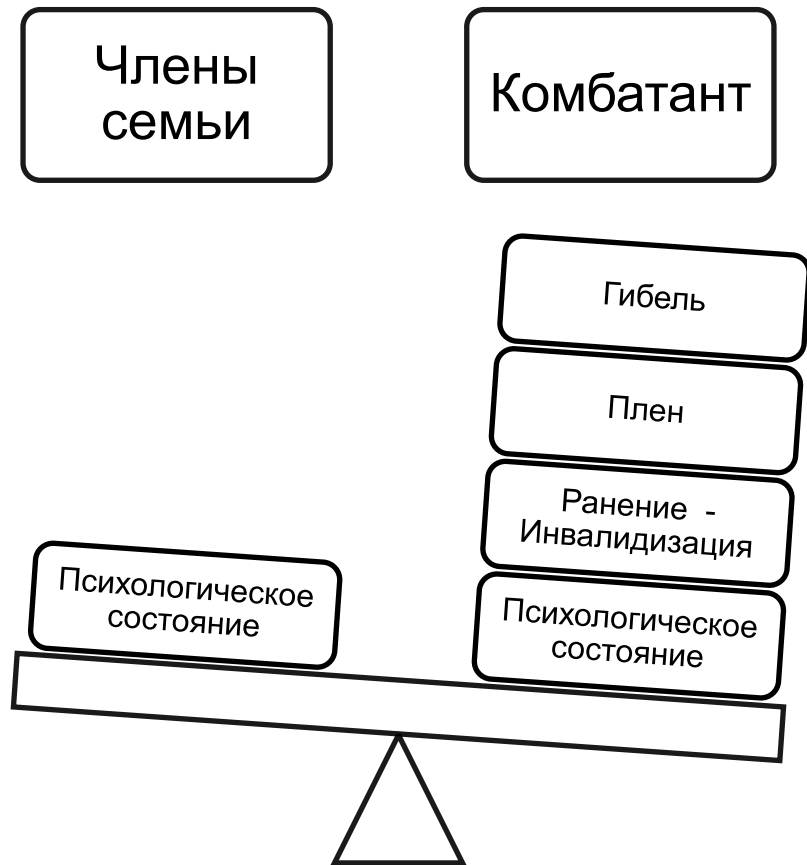 Члены
семьи
Комбатант
Гибель
Плен
Ранение -
Инвалидизация
Психологическое
состояние
Психологическое
состояние